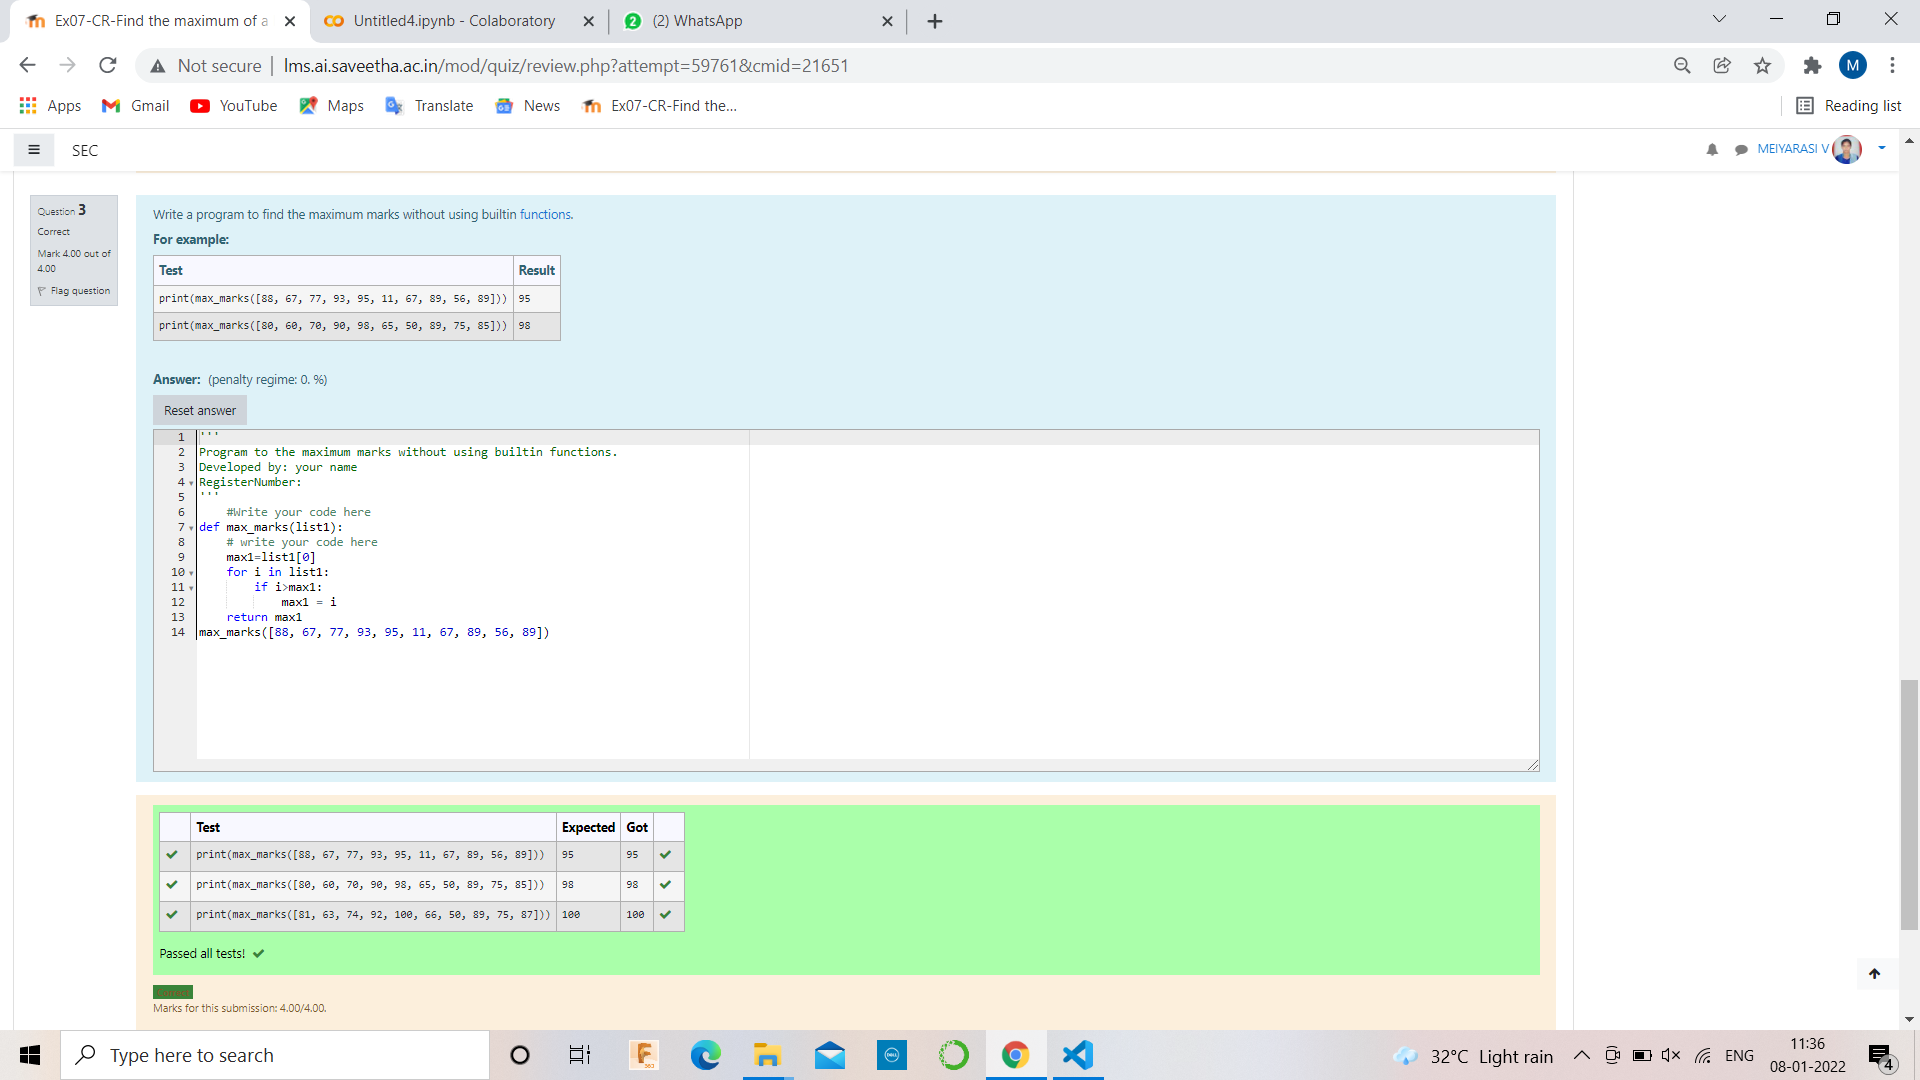 Ex07-CR-Find the maximum of a
Untitled4.ipynb - Colaboratory
2 (2) WhatsApp
Not secure | lms.ai.saveetha.ac.in/mod/quiz/review.php?attempt=59761&cmid=21651
M
Apps Gmail YouTube Maps Translate News Ex07-CR-Find the... Reading list
SEC
MEIYARASI V
Question 3
Correct
Mark 4.00 out of
4.00
Flag question
Write a program to find the maximum marks without using builtin functions.
For example:
Test Result
print(max_marks([88, 67, 77, 93, 95, 11, 67, 89, 56, 89])) 95
print(max_marks([80, 60, 70, 90, 98, 65, 50, 89, 75, 85])) 98
Answer: (penalty regime: 0. %)
Reset answer
1 '''
2 Program to the maximum marks without using builtin functions.
3 Developed by: your name
4 RegisterNumber:
5 '''
6 #Write your code here
7 def max_marks(list1):
8 # write your code here
9 max1=list1[0]
10 for i in list1:
11 if i>max1:
12 max1 = i
13 return max1
14 max_marks([88, 67, 77, 93, 95, 11, 67, 89, 56, 89])
Test Expected Got
print(max_marks([88, 67, 77, 93, 95, 11, 67, 89, 56, 89])) 95 95
print(max_marks([80, 60, 70, 90, 98, 65, 50, 89, 75, 85])) 98 98
print(max_marks([81, 63, 74, 92, 100, 66, 50, 89, 75, 87])) 100 100
Passed all tests!
Marks for this submission: 4.00/4.00.
Type here to search
32°C Light rain
ENG
11:36
08-01-2022
4